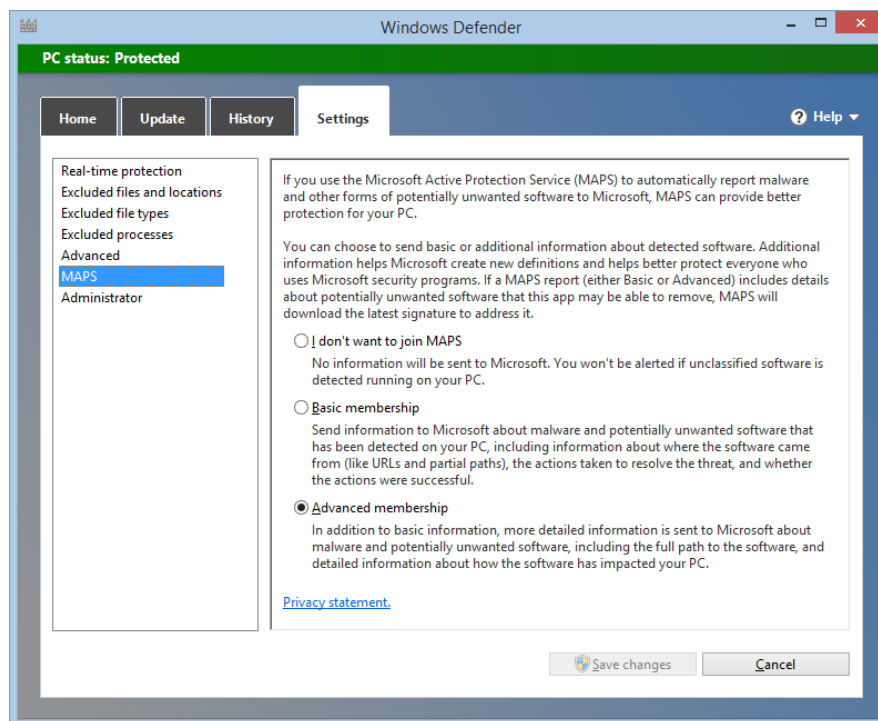 Windows Defender
PC status: Protected
Home
Update
History
Settings
? Help
Real-time protection
Excluded files and locations
Excluded file types
Excluded processes
Advanced
MAPS
Administrator
If you use the Microsoft Active Protection Service (MAPS) to automatically report malware
and other forms of potentially unwanted software to Microsoft, MAPS can provide better
protection for your PC.
You can choose to send basic or additional information about detected software. Additional
information helps Microsoft create new definitions and helps better protect everyone who
uses Microsoft security programs. If a MAPS report (either Basic or Advanced) includes details
about potentially unwanted software that this app may be able to remove, MAPS will
download the latest signature to address it.
I don't want to join MAPS
No information will be sent to Microsoft. You won't be alerted if unclassified software is
detected running on your PC.
Basic membership
Send information to Microsoft about malware and potentially unwanted software that
has been detected on your PC, including information about where the software came
from (like URLs and partial paths), the actions taken to resolve the threat, and whether
the actions were successful.
Advanced membership
In addition to basic information, more detailed information is sent to Microsoft about
malware and potentially unwanted software, including the full path to the software, and
detailed information about how the software has impacted your PC.
Privacy statement.
Save changes
Cancel